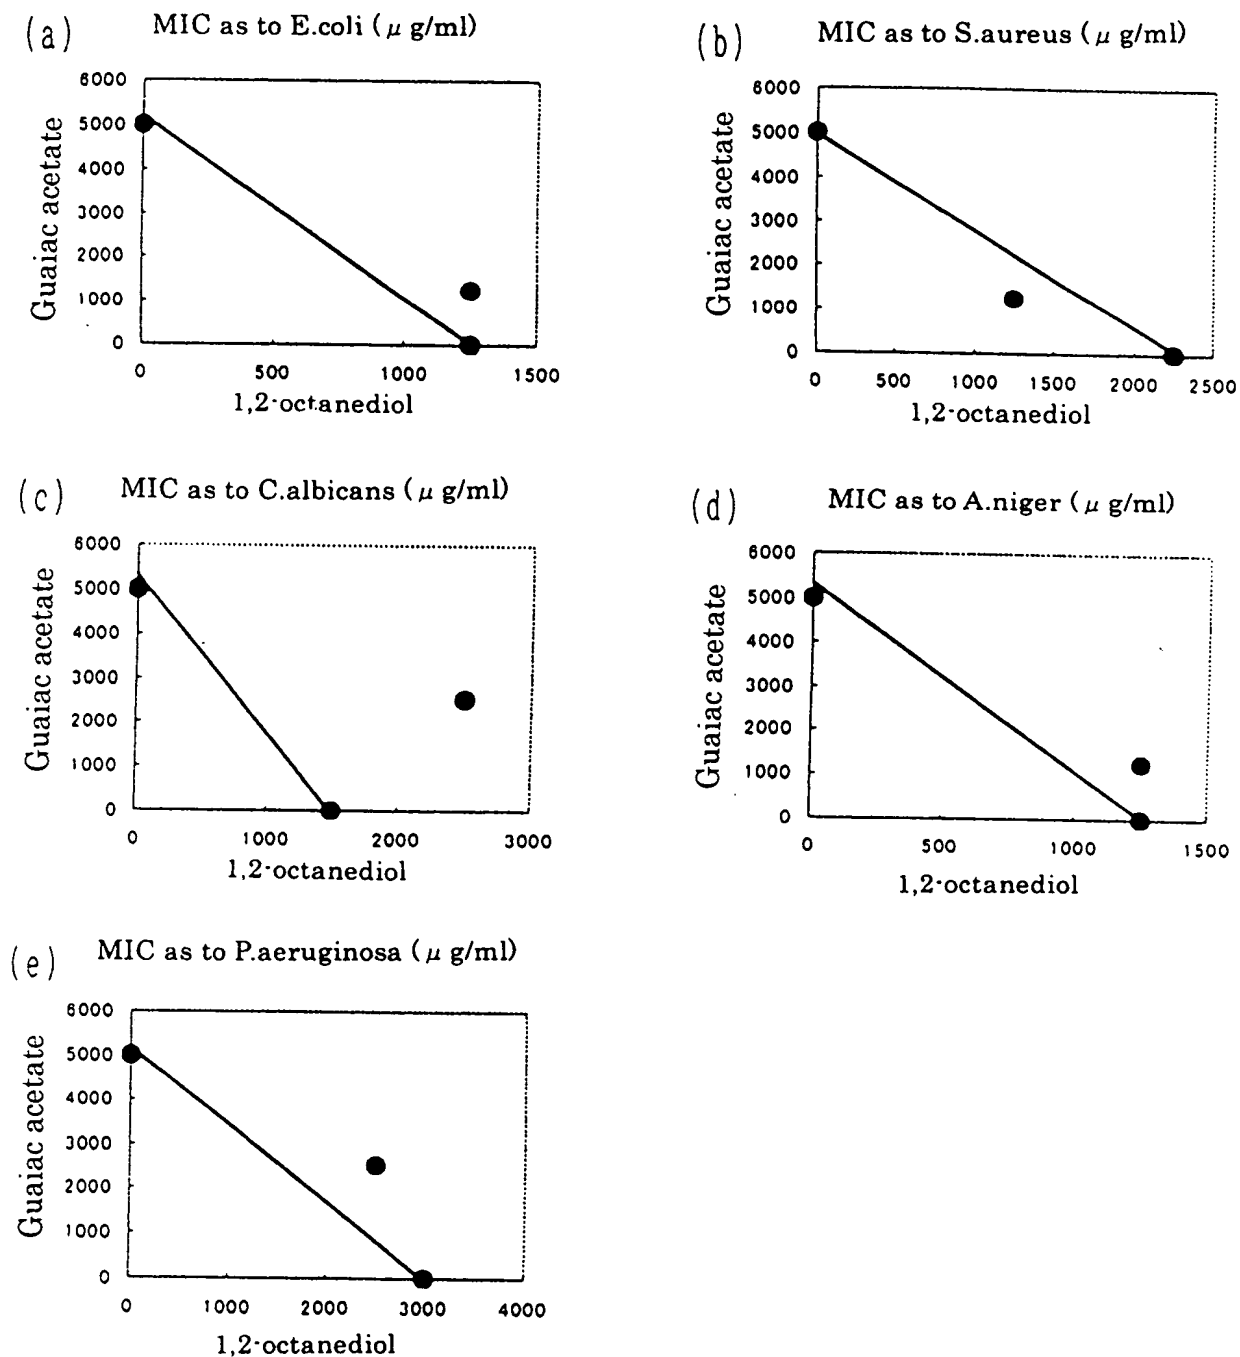 (a) MIC as to E.coli (μ g/ml)
6000
5000
4000
3000
2000
1000
0
Guaiac acetate
0 500 1000 1500
1,2-octanediol
(b) MIC as to S.aureus (μ g/ml)
6000
5000
4000
3000
2000
1000
0
Guaiac acetate
0 500 1000 1500 2000 2500
1,2-octanediol
(c) MIC as to C.albicans (μ g/ml)
6000
5000
4000
3000
2000
1000
0
Guaiac acetate
0 1000 2000 3000
1,2-octanediol
(d) MIC as to A.niger (μ g/ml)
6000
5000
4000
3000
2000
1000
0
Guaiac acetate
0 500 1000 1500
1,2-octanediol
(e) MIC as to P.aeruginosa (μ g/ml)
6000
5000
4000
3000
2000
1000
0
Guaiac acetate
0 1000 2000 3000 4000
1,2-octanediol